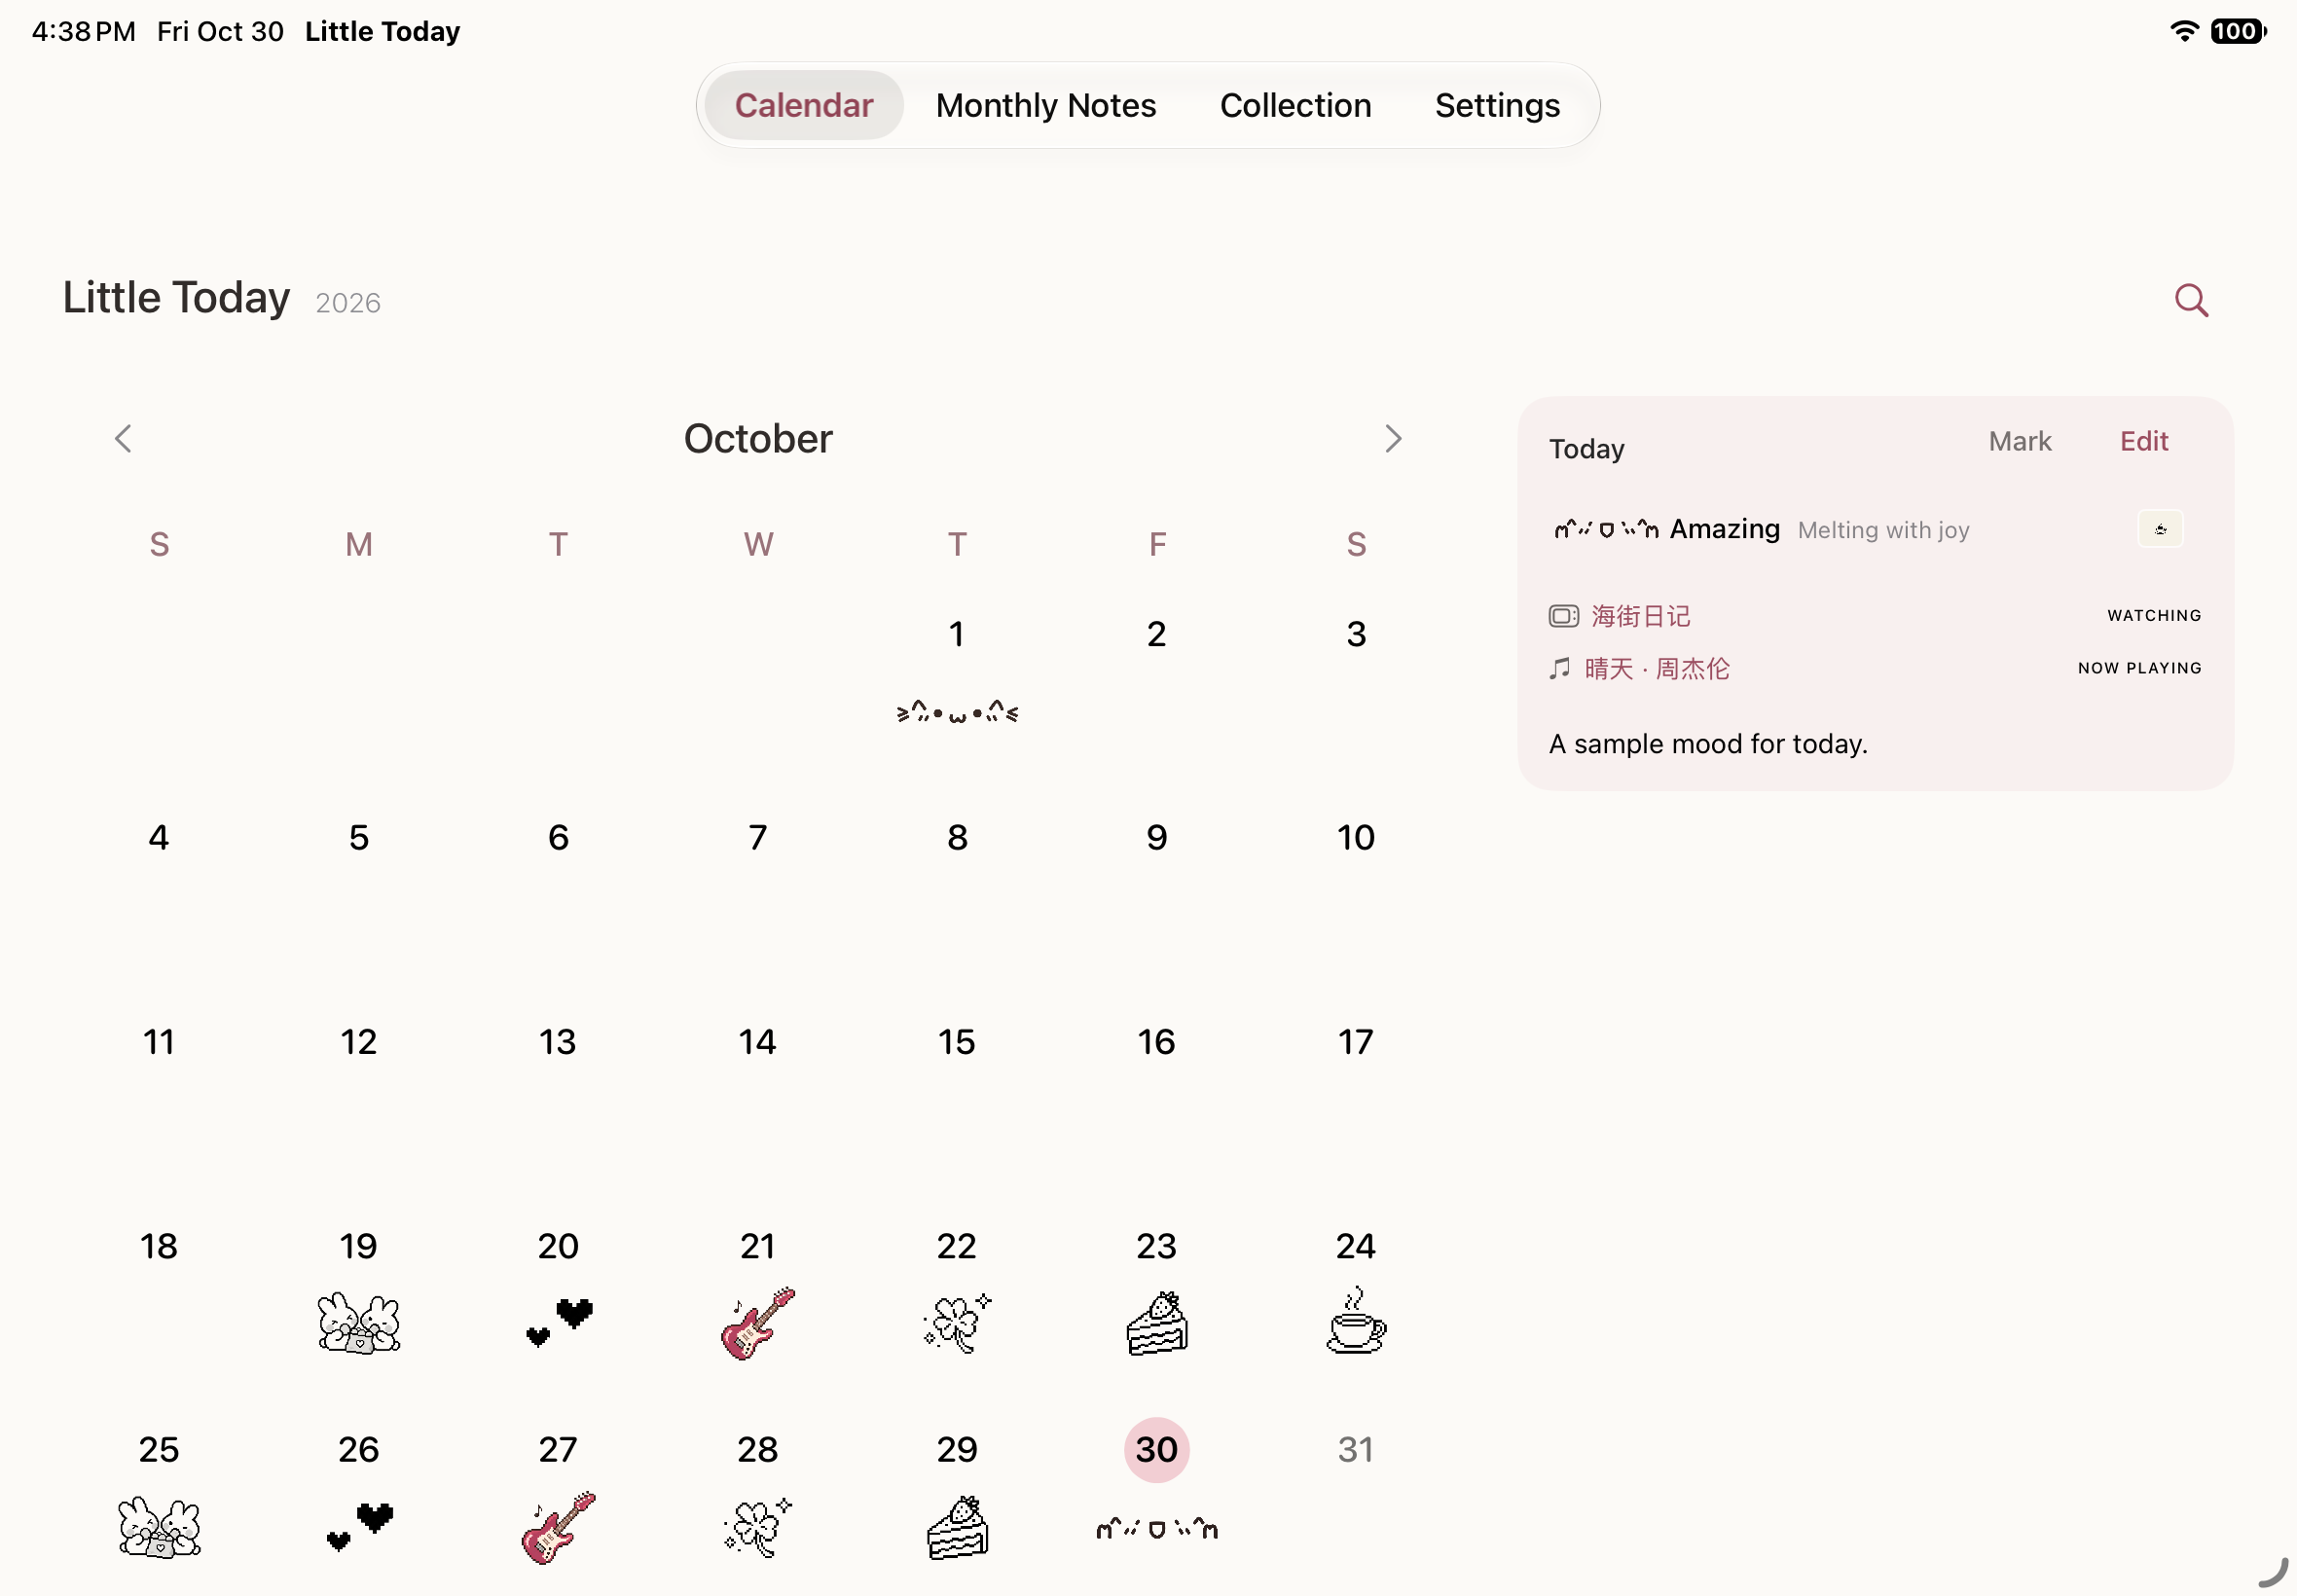 4:38 PM Fri Oct 30 Little Today 100
Calendar Monthly Notes Collection Settings
Little Today 2026
October
S M T W T F S
1 2 3
4 5 6 7 8 9 10
11 12 13 14 15 16 17
18 19 20 21 22 23 24
25 26 27 28 29 30 31
Today Mark Edit
Amazing Melting with joy
海街日记 WATCHING
晴天 · 周杰伦 NOW PLAYING
A sample mood for today.